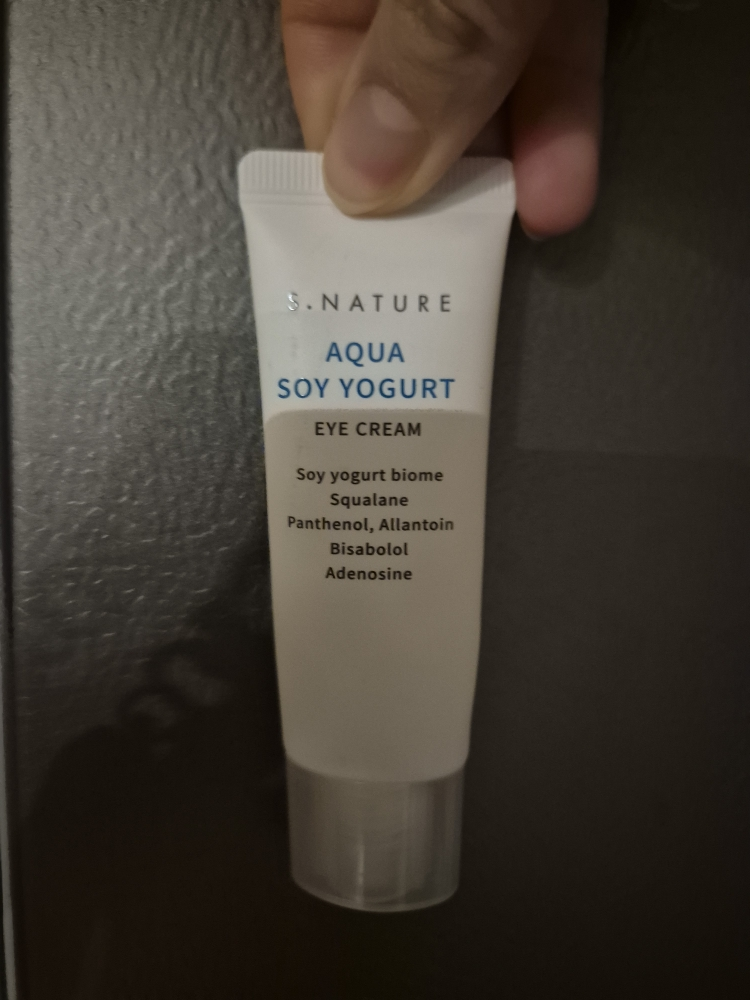 S.NATURE
AQUA
SOY YOGURT
EYE CREAM
Soy yogurt biome
Squalane
Panthenol, Allantoin
Bisabolol
Adenosine